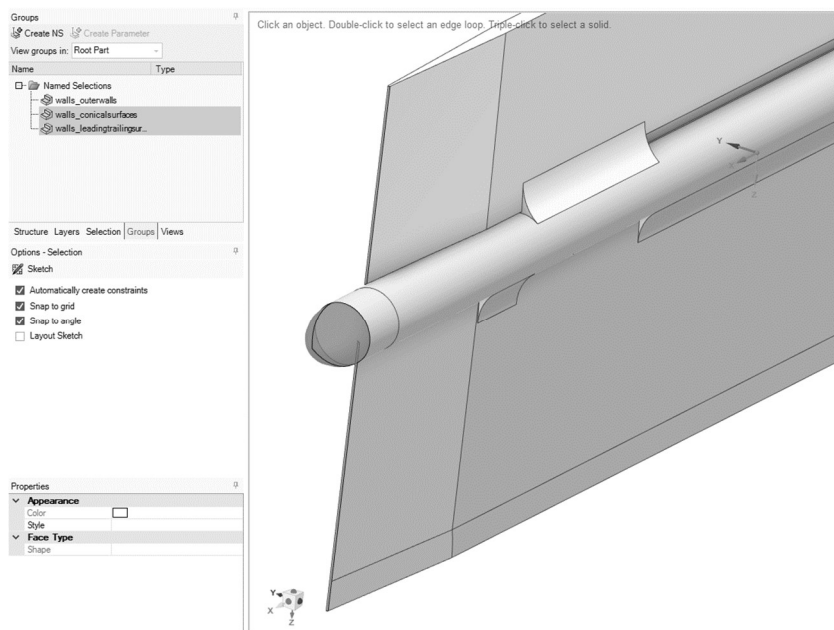 Groups
Create NS Create Parameter
View groups in: Root Part
Name Type
Named Selections
walls_outerwalls
walls_conicalsurfaces
walls_leadingtrailingsur...
Structure Layers Selection Groups Views
Options - Selection
Sketch
Automatically create constraints
Snap to grid
Snap to angle
Layout Sketch
Properties
Appearance
Color
Style
Face Type
Shape
Click an object. Double-click to select an edge loop. Triple-click to select a solid.
Y
X
Z
Y
X
Z